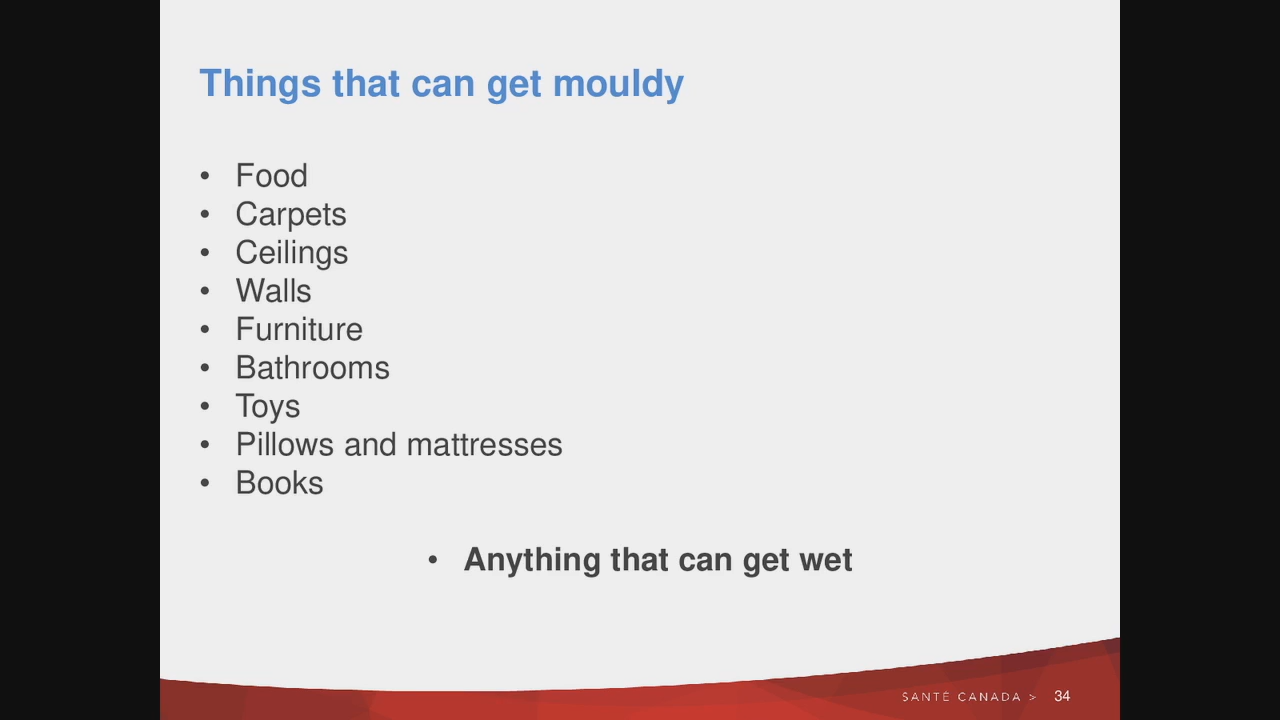 Things that can get mouldy
• Food
• Carpets
• Ceilings
• Walls
• Furniture
• Bathrooms
• Toys
• Pillows and mattresses
• Books
• Anything that can get wet
SANTÉ CANADA > 34